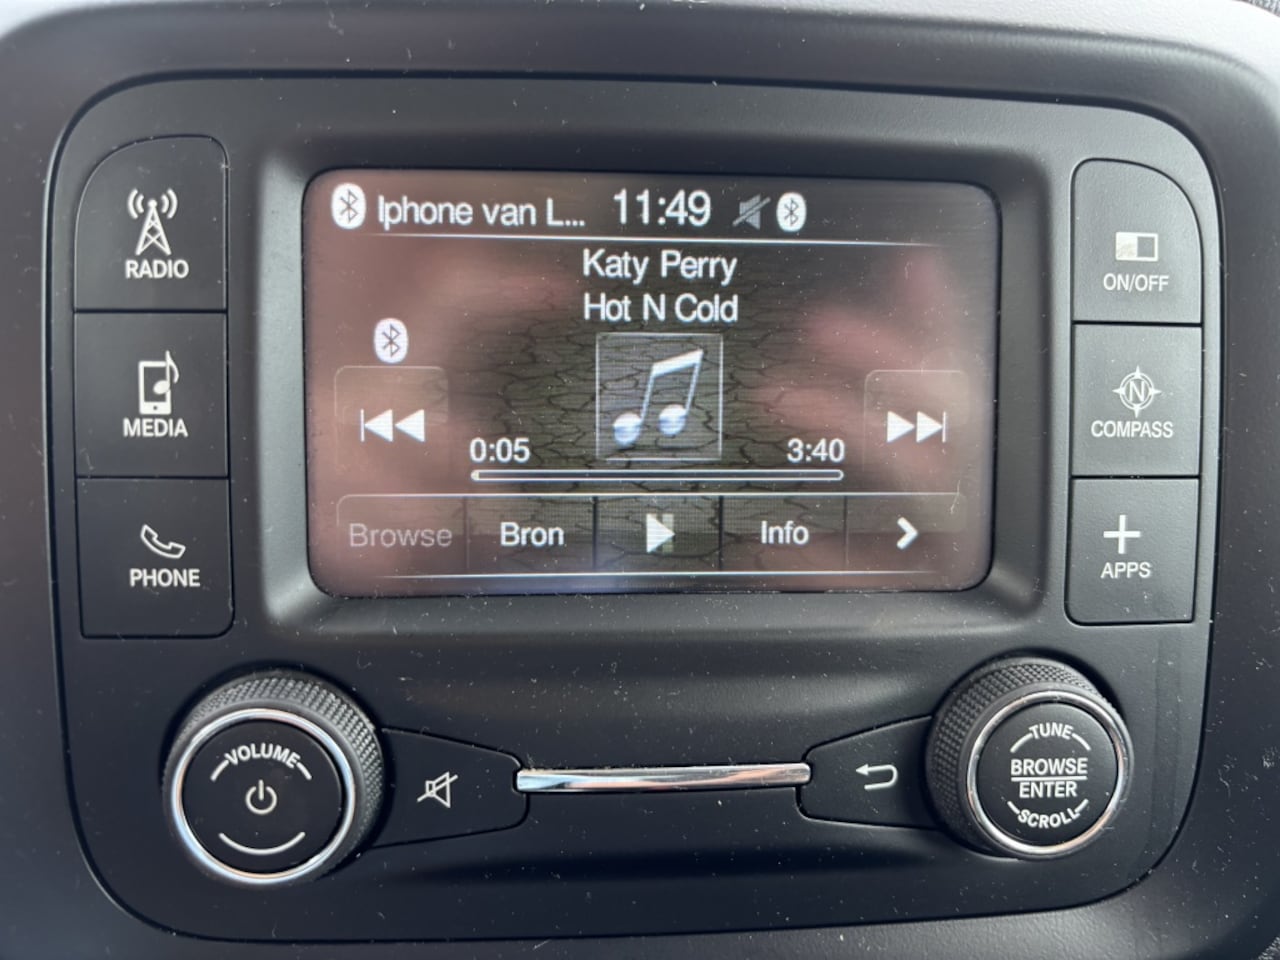 RADIO
MEDIA
PHONE
Iphone van L... 11:49
Katy Perry
Hot N Cold
0:05 3:40
Browse Bron Info
ON/OFF
N
COMPASS
APPS
VOLUME
TUNE
BROWSE
ENTER
SCROLL